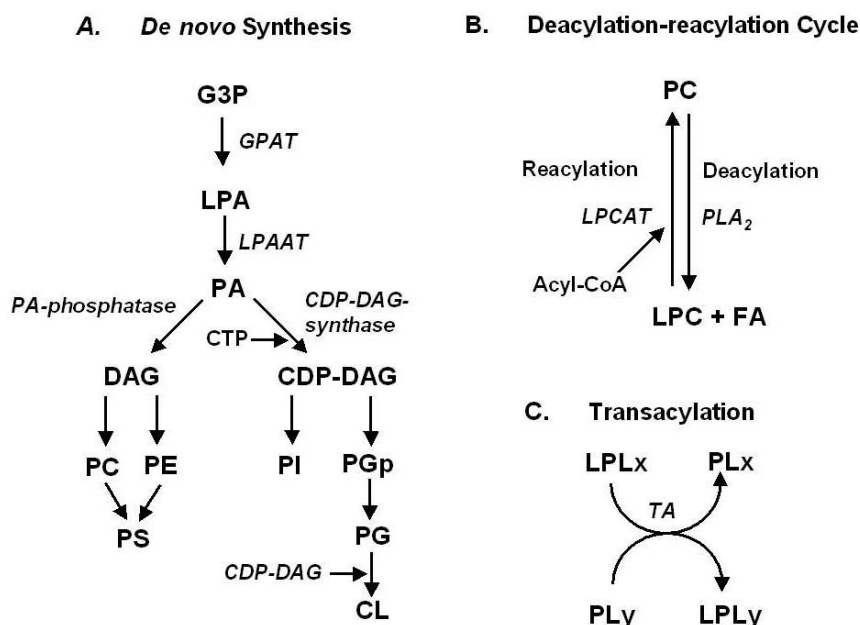 A. De novo Synthesis
G3P
GPAT
LPA
LPAAT
PA
PA-phosphatase
CDP-DAG-
synthase
CTP
DAG
CDP-DAG
PC
PE
PI
PGp
PS
PG
CDP-DAG
CL
B. Deacylation-reacylation Cycle
PC
Reacylation
Deacylation
LPCAT
PLA₂
Acyl-CoA
LPC + FA
C. Transacylation
LPLx
PLx
TA
PLy
LPLy